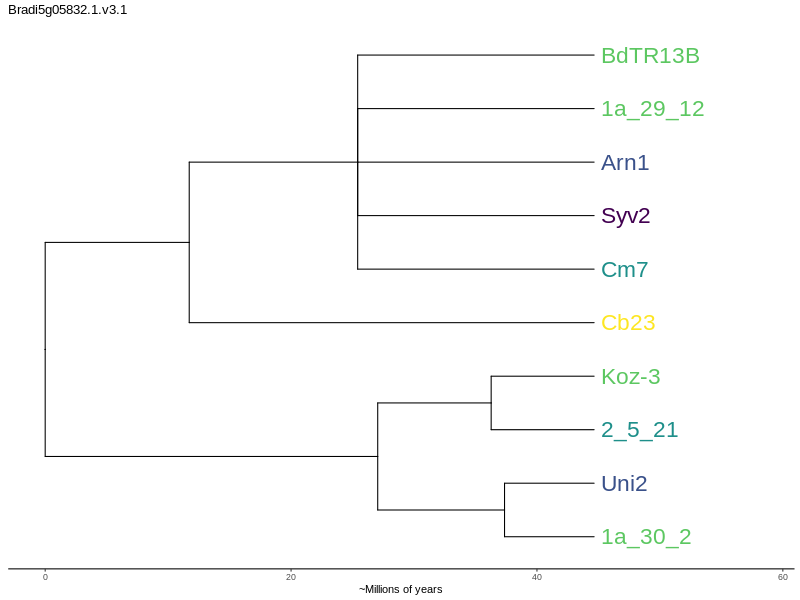 Bradi5g05832.1.v3.1
BdTR13B
1a_29_12
Arn1
Syv2
Cm7
Cb23
Koz-3
2_5_21
Uni2
1a_30_2
0 20 40 60
~Millions of years